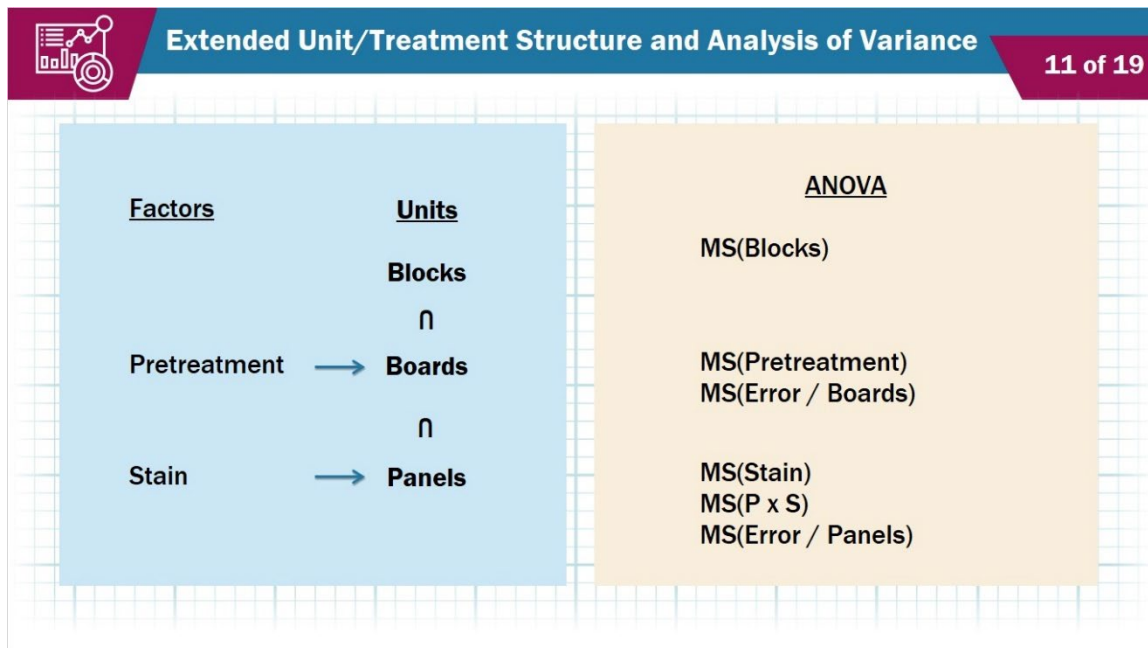 Extended Unit/Treatment Structure and Analysis of Variance
11 of 19
Factors Units
Blocks
∩
Pretreatment → Boards
∩
Stain → Panels
ANOVA
MS(Blocks)
MS(Pretreatment)
MS(Error / Boards)
MS(Stain)
MS(P x S)
MS(Error / Panels)